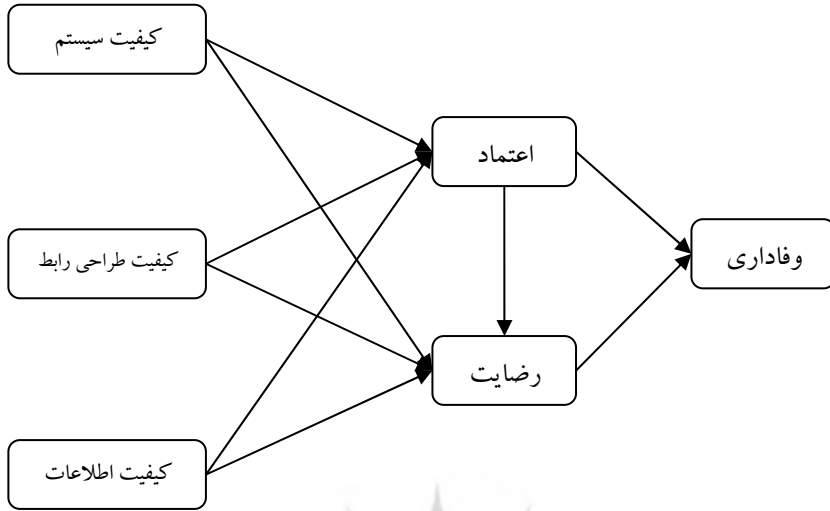 کیفیت سیستم
اعتماد
کیفیت طراحی رابط
وفاداری
رضایت
کیفیت اطلاعات